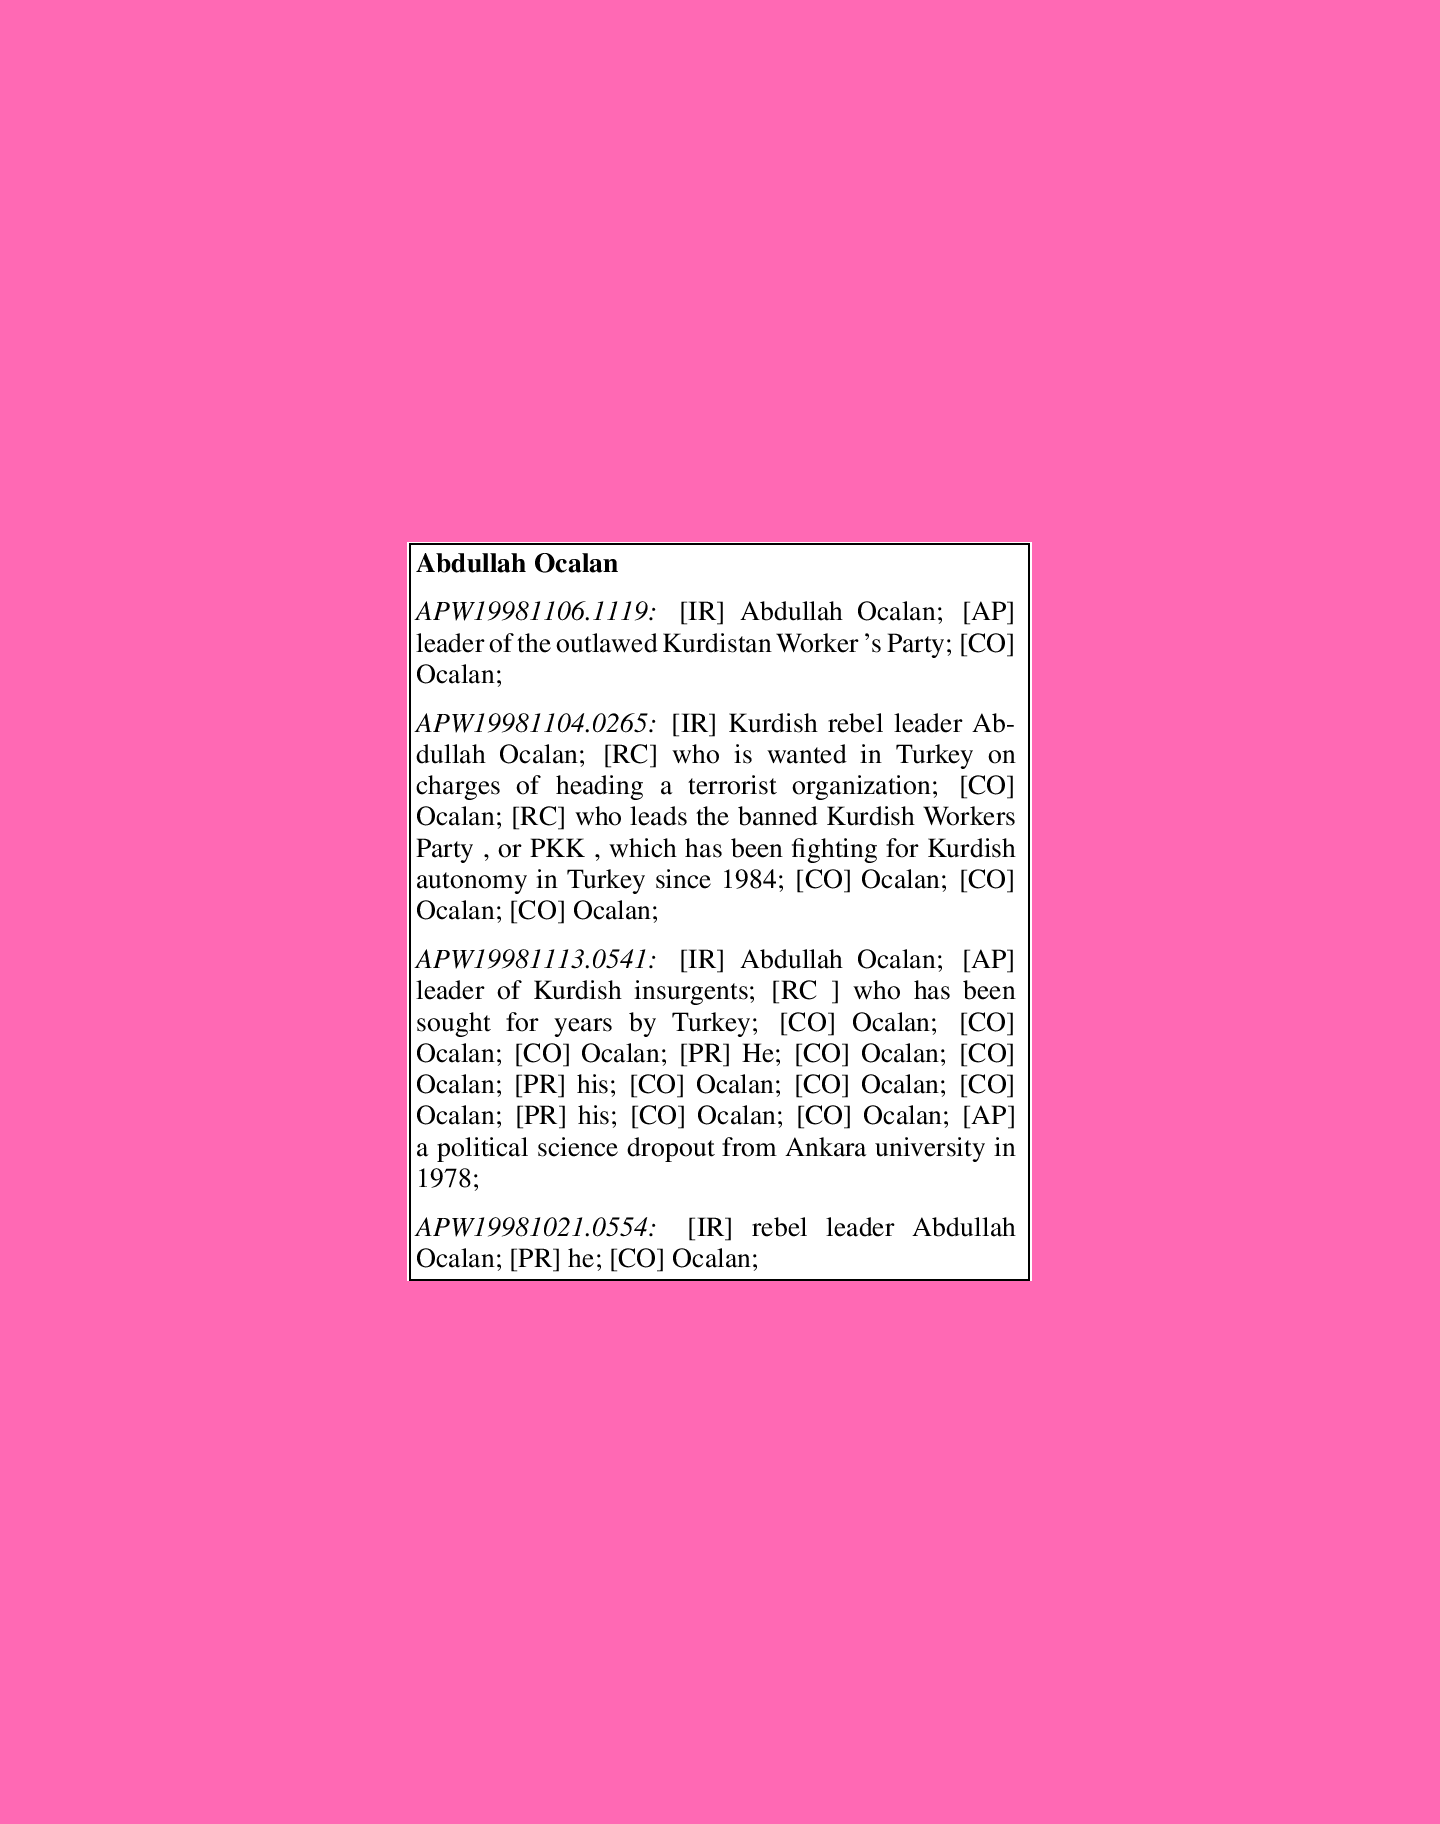 Abdullah Ocalan
APW19981106.1119: [IR] Abdullah Ocalan; [AP]
leader of the outlawed Kurdistan Worker 's Party; [CO]
Ocalan;
APW19981104.0265: [IR] Kurdish rebel leader Ab-
dullah Ocalan; [RC] who is wanted in Turkey on
charges of heading a terrorist organization; [CO]
Ocalan; [RC] who leads the banned Kurdish Workers
Party , or PKK , which has been fighting for Kurdish
autonomy in Turkey since 1984; [CO] Ocalan; [CO]
Ocalan; [CO] Ocalan;
APW19981113.0541: [IR] Abdullah Ocalan; [AP]
leader of Kurdish insurgents; [RC ] who has been
sought for years by Turkey; [CO] Ocalan; [CO]
Ocalan; [CO] Ocalan; [PR] He; [CO] Ocalan; [CO]
Ocalan; [PR] his; [CO] Ocalan; [CO] Ocalan; [CO]
Ocalan; [PR] his; [CO] Ocalan; [CO] Ocalan; [AP]
a political science dropout from Ankara university in
1978;
APW19981021.0554: [IR] rebel leader Abdullah
Ocalan; [PR] he; [CO] Ocalan;